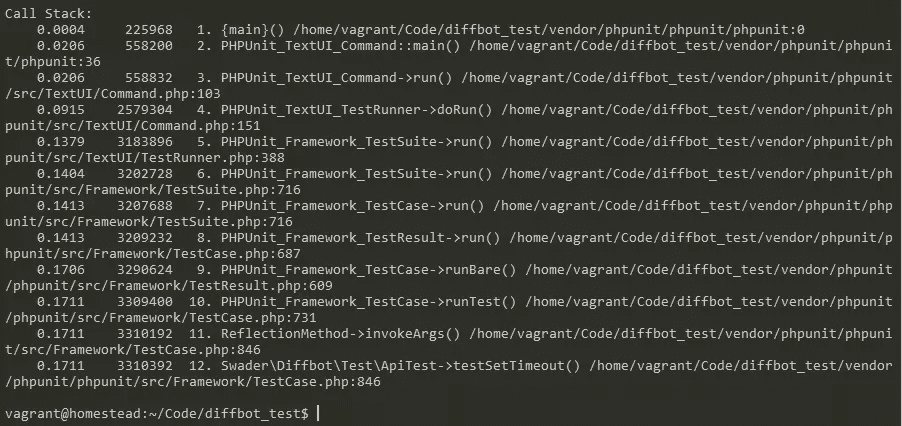 Call Stack:
    0.0004     225968   1. {main}() /home/vagrant/Code/diffbot_test/vendor/phpunit/phpunit/phpunit:0
    0.0206     558200   2. PHPUnit_TextUI_Command::main() /home/vagrant/Code/diffbot_test/vendor/phpunit/phpuni
t/phpunit:36
    0.0206     558832   3. PHPUnit_TextUI_Command->run() /home/vagrant/Code/diffbot_test/vendor/phpunit/phpunit
/src/TextUI/Command.php:103
    0.0915    2579304   4. PHPUnit_TextUI_TestRunner->doRun() /home/vagrant/Code/diffbot_test/vendor/phpunit/ph
punit/src/TextUI/Command.php:151
    0.1379    3183896   5. PHPUnit_Framework_TestSuite->run() /home/vagrant/Code/diffbot_test/vendor/phpunit/ph
punit/src/TextUI/TestRunner.php:388
    0.1404    3202728   6. PHPUnit_Framework_TestSuite->run() /home/vagrant/Code/diffbot_test/vendor/phpunit/ph
punit/src/Framework/TestSuite.php:716
    0.1413    3207688   7. PHPUnit_Framework_TestCase->run() /home/vagrant/Code/diffbot_test/vendor/phpunit/php
unit/src/Framework/TestSuite.php:716
    0.1413    3209232   8. PHPUnit_Framework_TestResult->run() /home/vagrant/Code/diffbot_test/vendor/phpunit/p
hpunit/src/Framework/TestCase.php:687
    0.1706    3290624   9. PHPUnit_Framework_TestCase->runBare() /home/vagrant/Code/diffbot_test/vendor/phpunit
/phpunit/src/Framework/TestResult.php:609
    0.1711    3309400  10. PHPUnit_Framework_TestCase->runTest() /home/vagrant/Code/diffbot_test/vendor/phpunit
/phpunit/src/Framework/TestCase.php:731
    0.1711    3310192  11. ReflectionMethod->invokeArgs() /home/vagrant/Code/diffbot_test/vendor/phpunit/phpuni
t/src/Framework/TestCase.php:846
    0.1711    3310392  12. Swader\Diffbot\Test\ApiTest->testSetTimeout() /home/vagrant/Code/diffbot_test/vendor
/phpunit/phpunit/src/Framework/TestCase.php:846
vagrant@homestead:~/Code/diffbot_test$